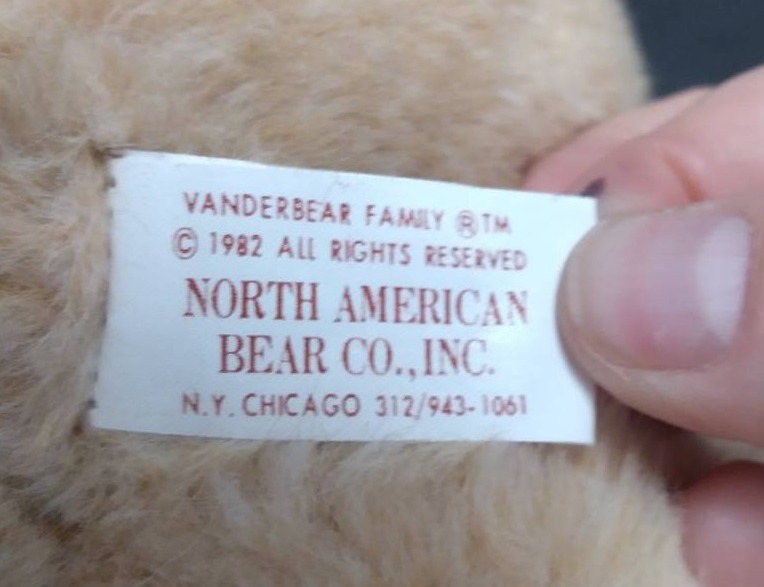 VANDERBEAR FAMILY ® TM
© 1982 ALL RIGHTS RESERVED
NORTH AMERICAN
BEAR CO., INC.
N.Y. CHICAGO 312/943-1061